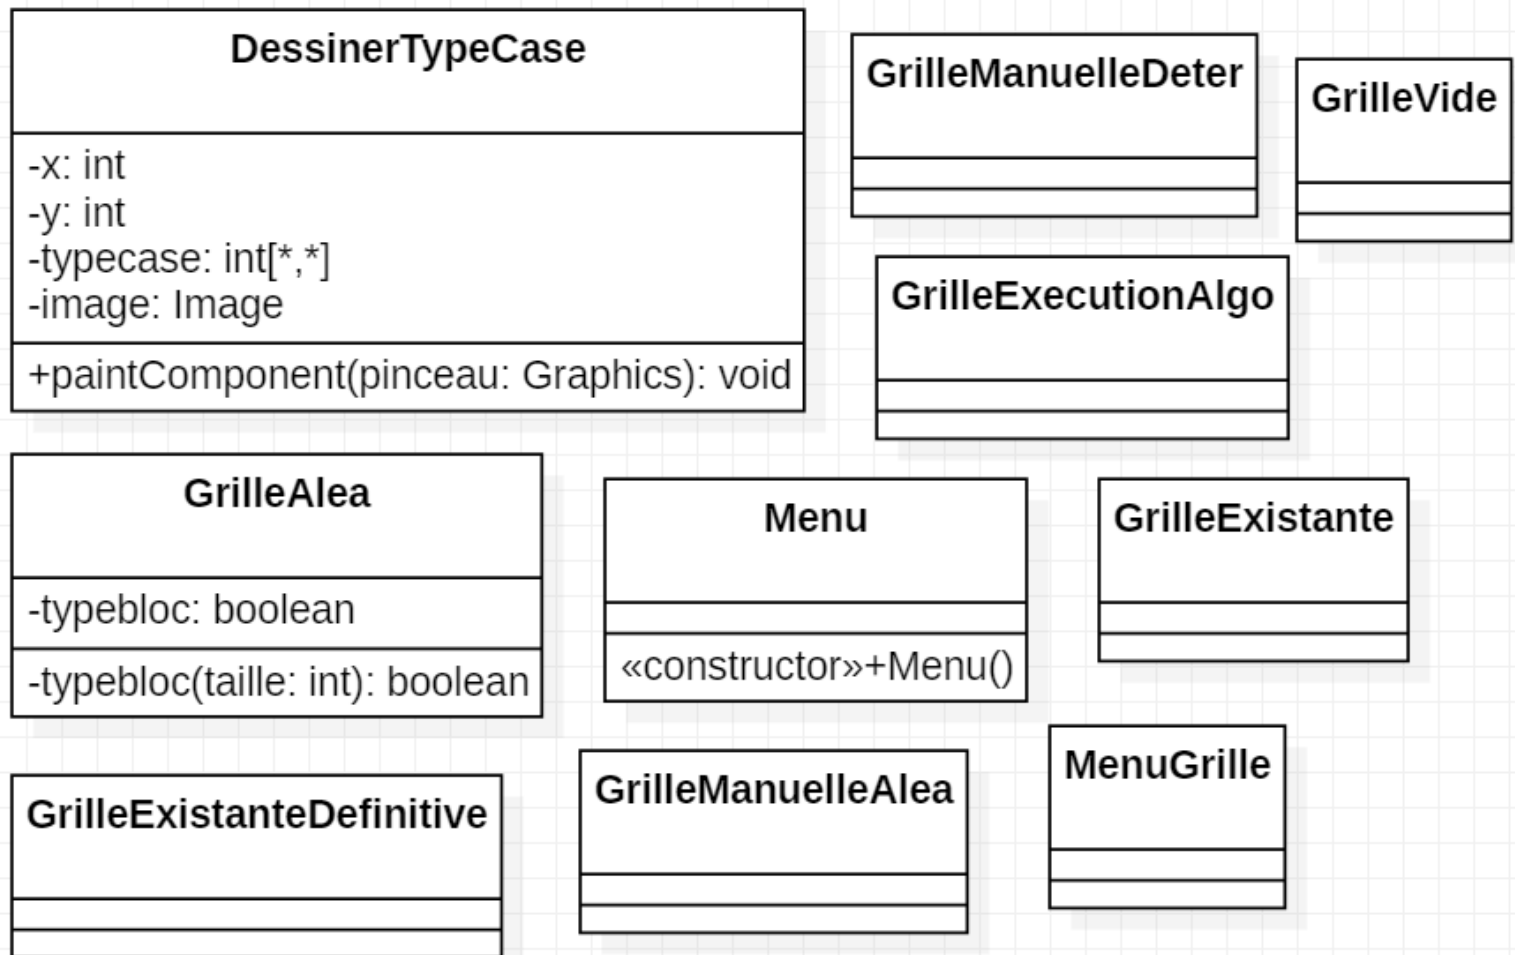 DessinerTypeCase
-x: int
-y: int
-typecase: int[*,*]
-image: Image
+paintComponent(pinceau: Graphics): void
GrilleManuelleDeter
GrilleVide
GrilleExecutionAlgo
GrilleAlea
-typebloc: boolean
-typebloc(taille: int): boolean
Menu
«constructor»+Menu()
GrilleExistante
GrilleExistanteDefinitive
GrilleManuelleAlea
MenuGrille